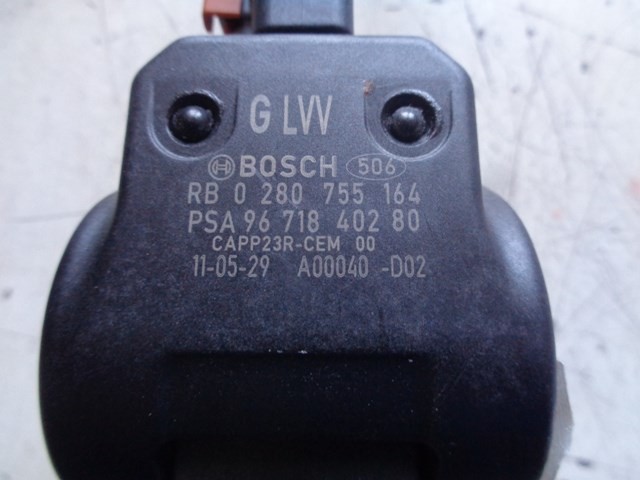 G LVV
BOSCH 506
RB 0 280 755 164
PSA 96 718 402 80
CAPP23R-CEM 00
11-05-29 A00040 -D02